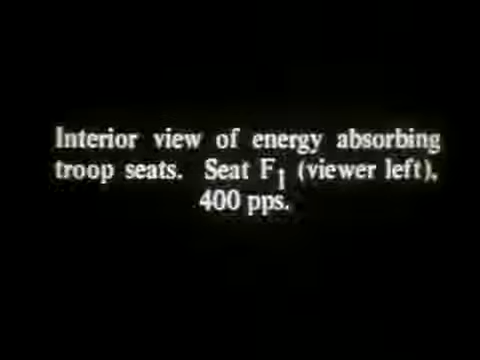 Interior view of energy absorbing
troop seats. Seat F₁ (viewer left),
400 pps.